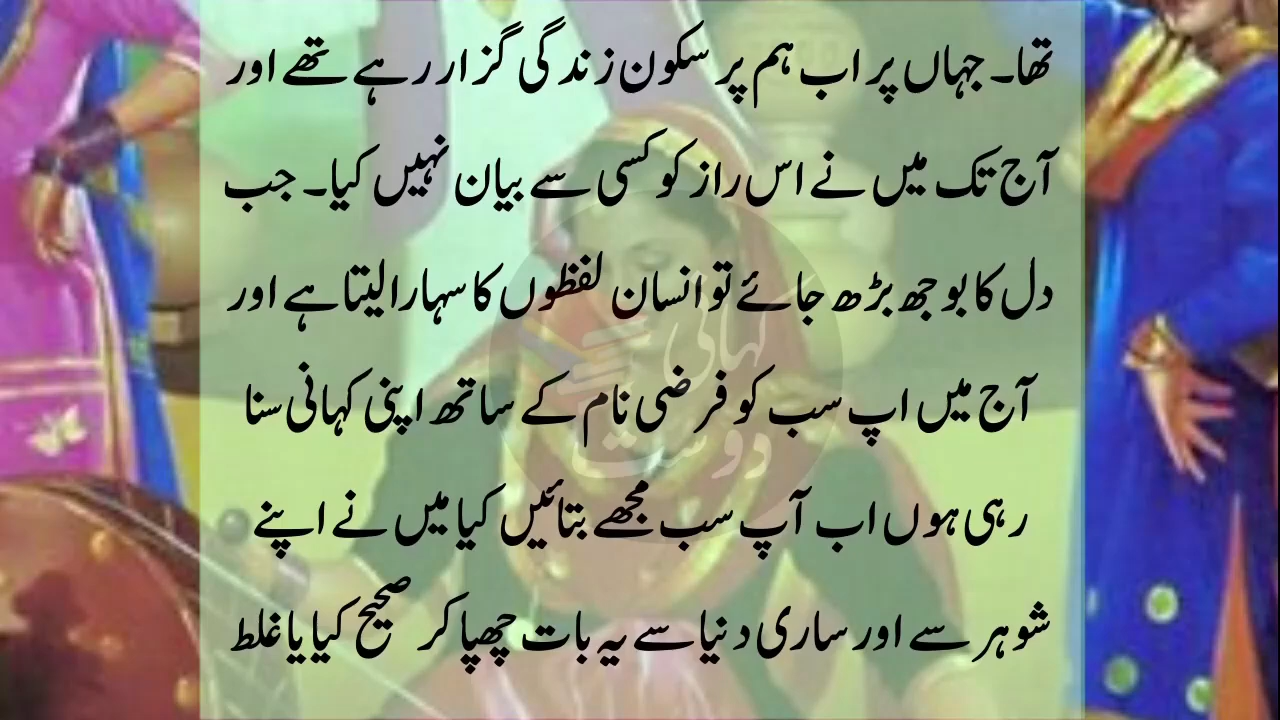 تھا۔ جہاں پر اب ہم پر سکون زندگی گزار رہے تھے اور
آج تک میں نے اس راز کو کسی سے بیان نہیں کیا۔ جب
دل کا بوجھ بڑھ جائے تو انسان لفظوں کا سہارا لیتا ہے اور
آج میں اپ سب کو فرضی نام کے ساتھ اپنی کہانی سنا
رہی ہوں اب آپ سب مجھے بتائیں کیا میں نے اپنے
شوہر سے اور ساری دنیا سے یہ بات چھپا کر صحیح کیا یا غلط
کہانی
دوست